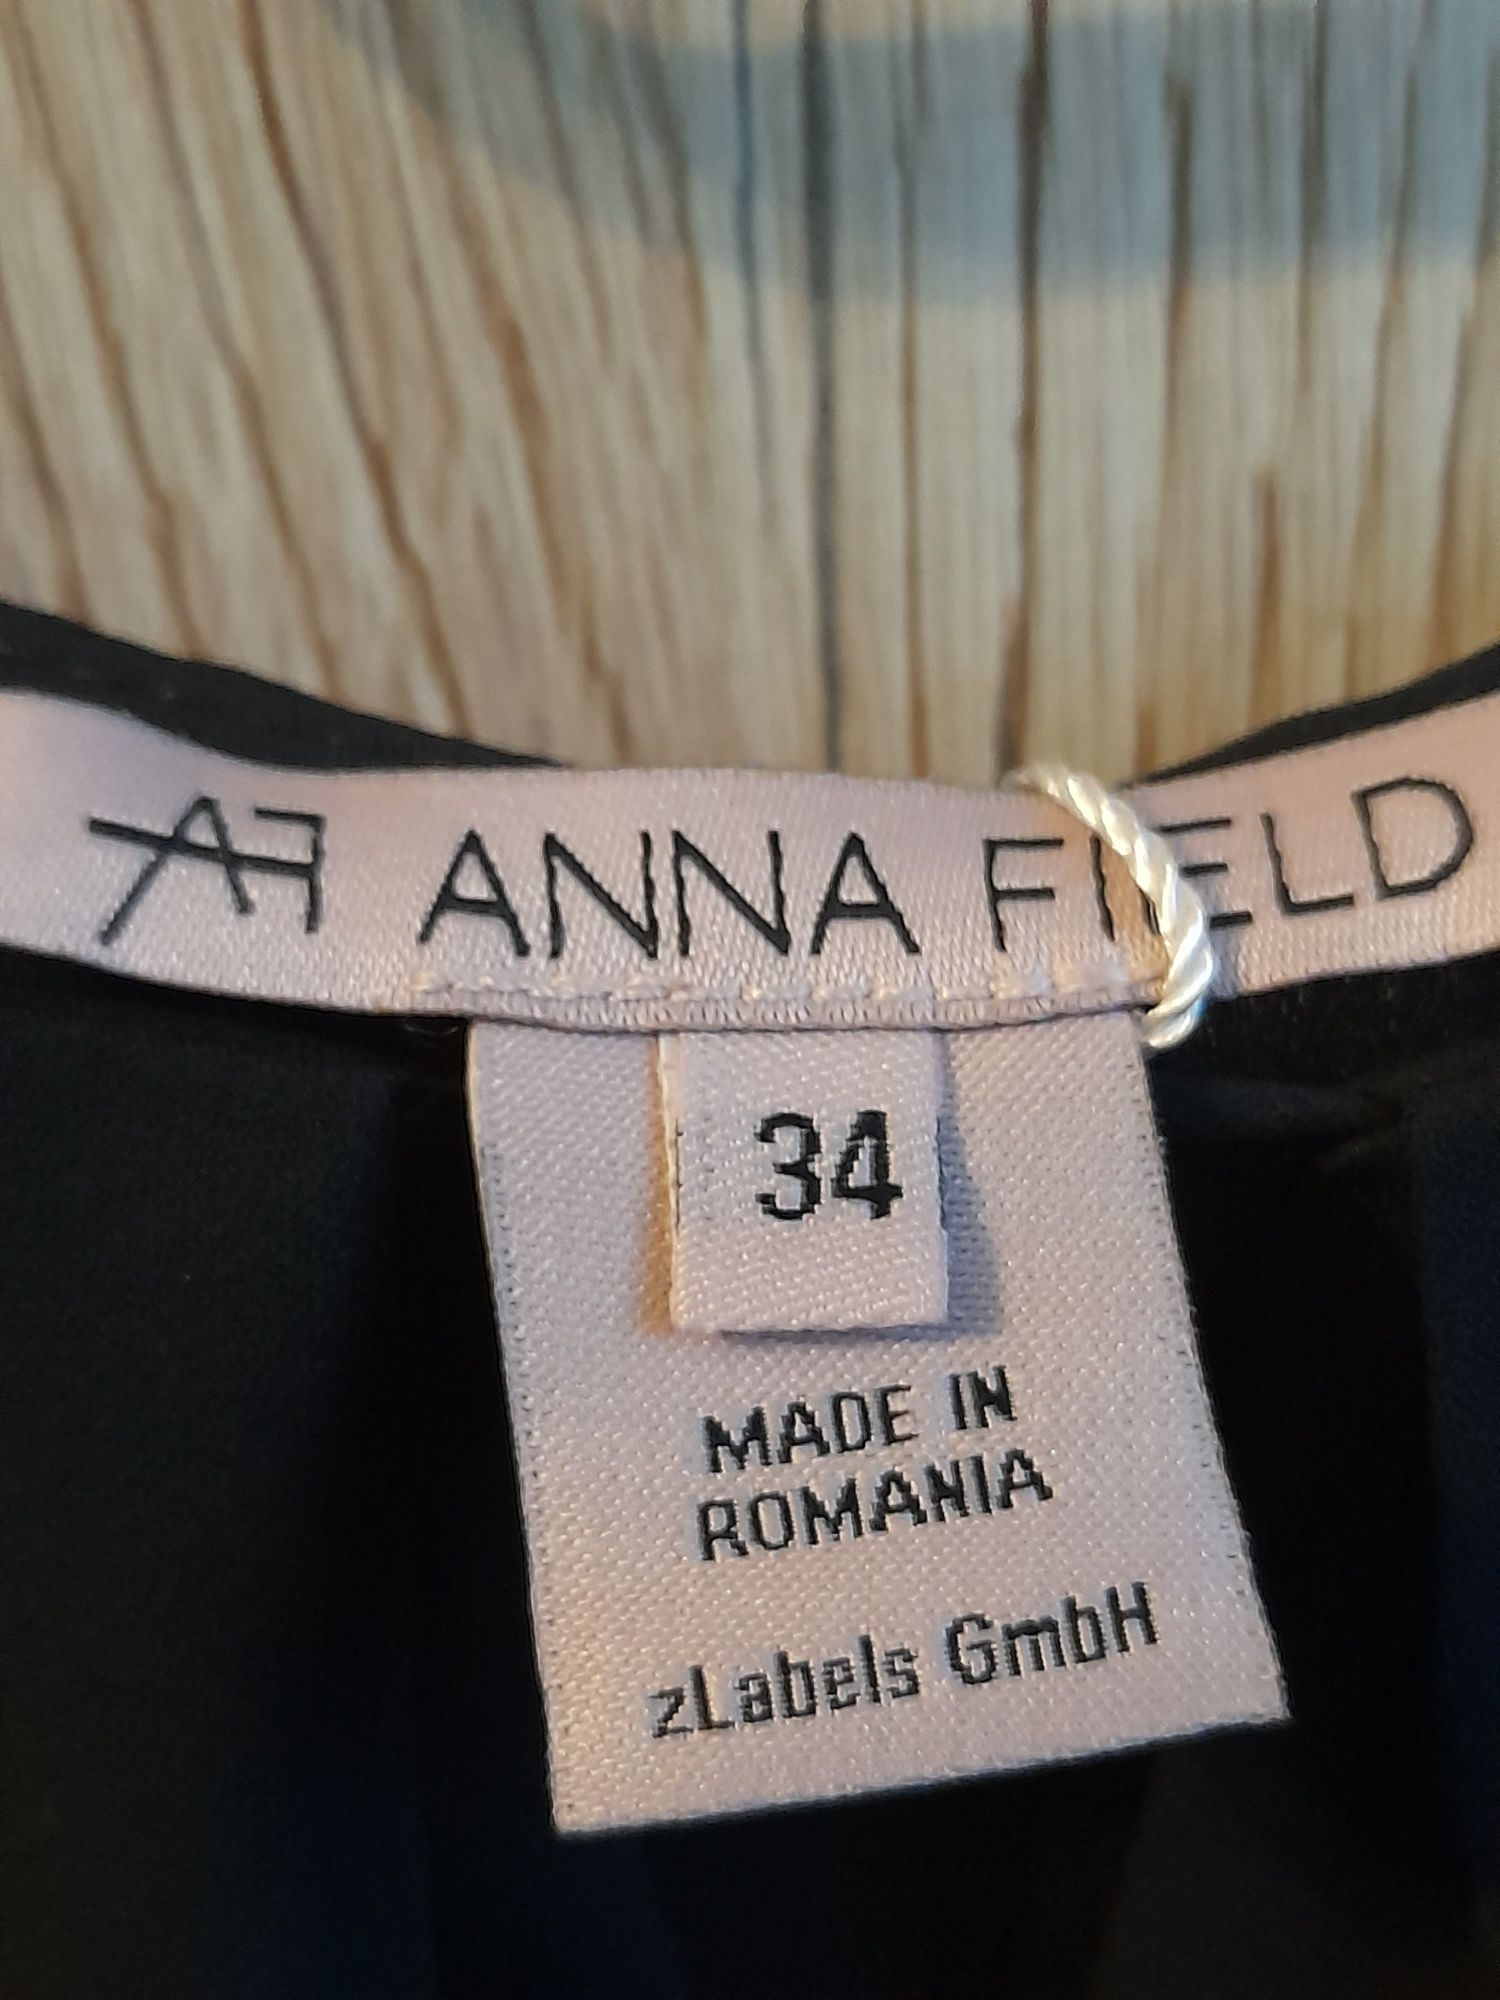 AF ANNA FIELD
34
MADE IN
ROMANIA
zLabels GmbH